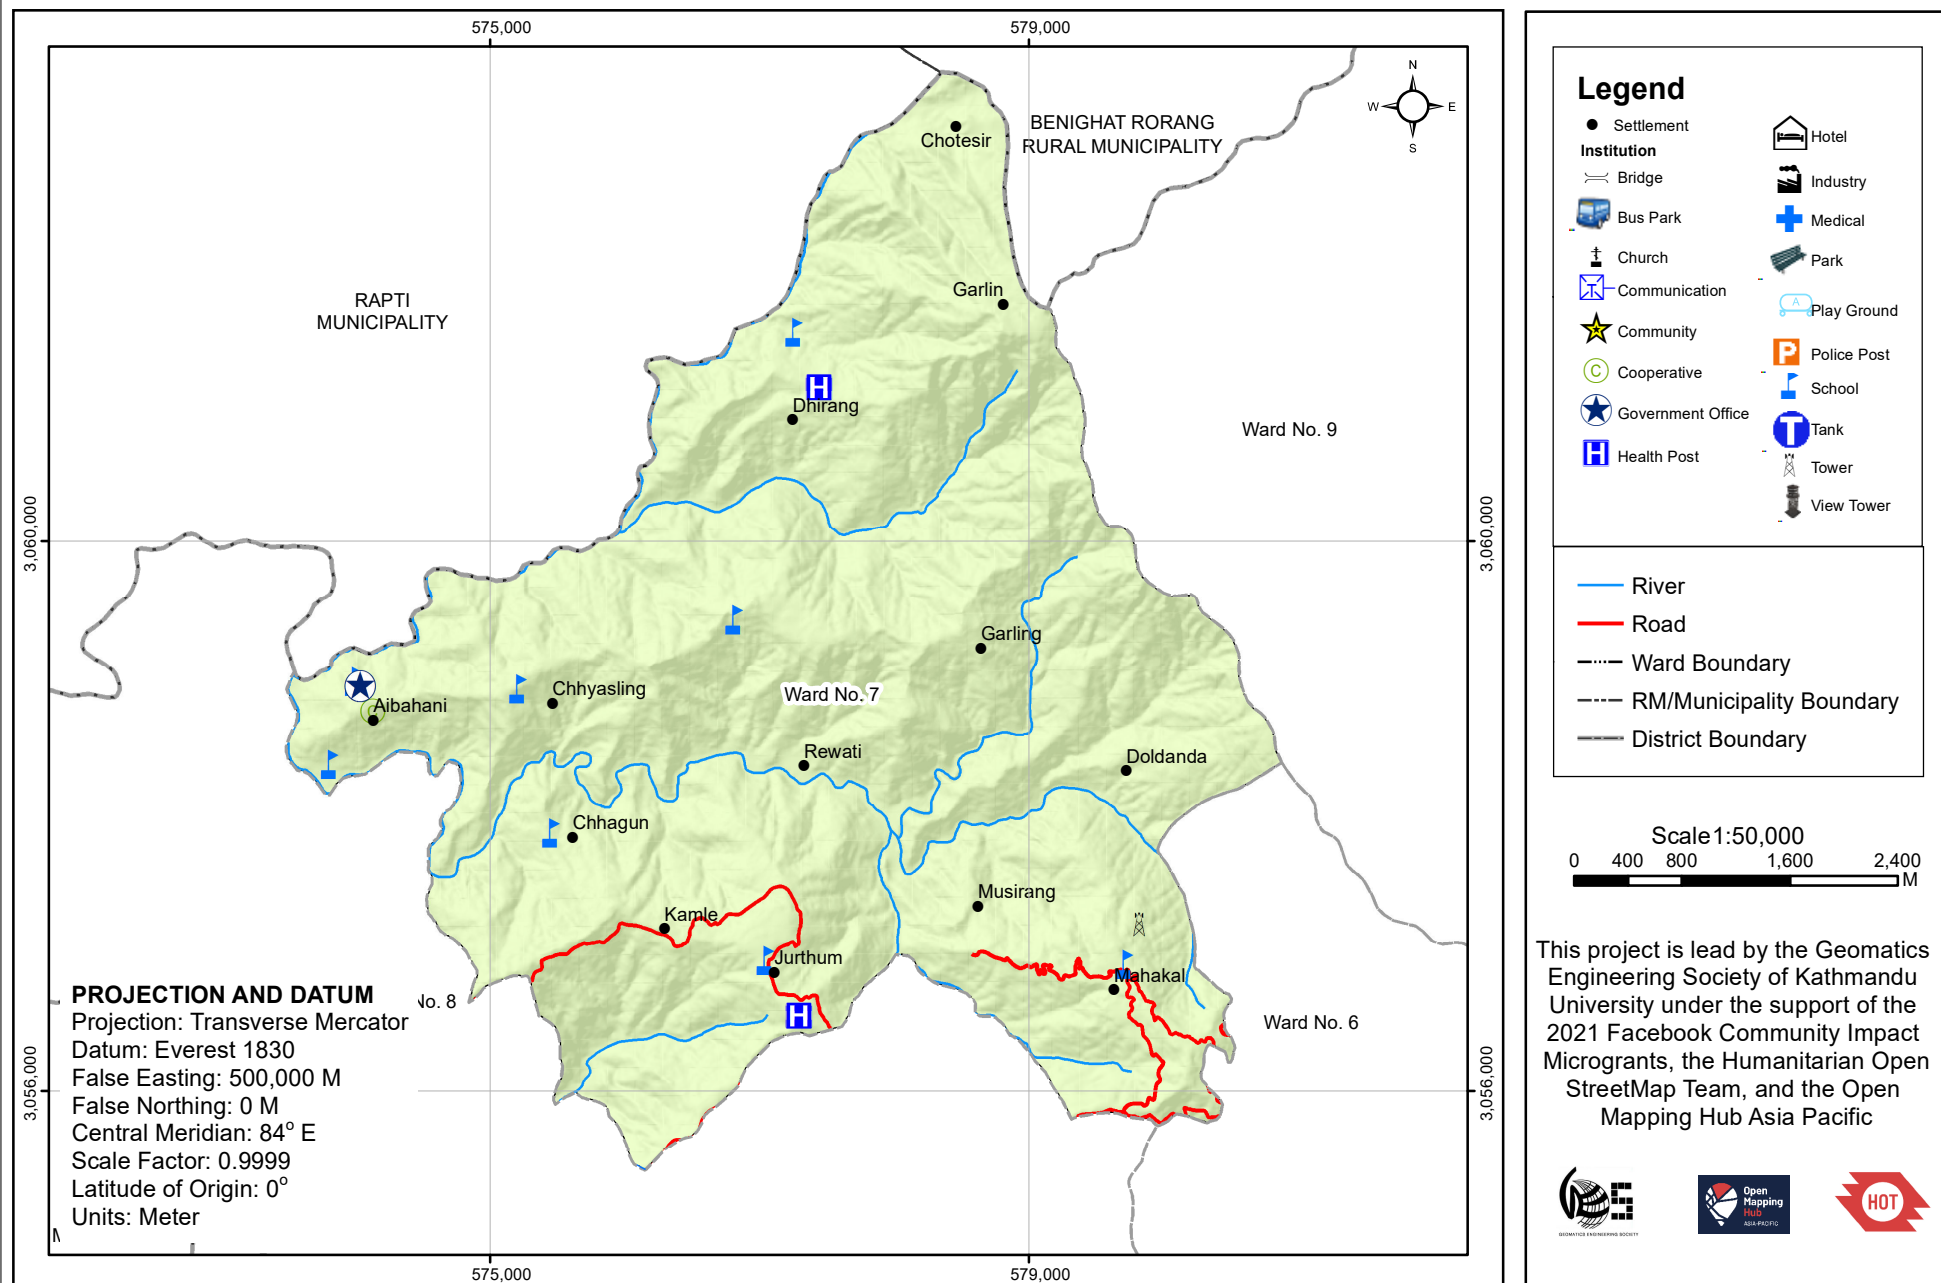 575,000
579,000
N
W
E
S
BENIGHAT RORANG
RURAL MUNICIPALITY
Chotesir
RAPTI
MUNICIPALITY
Garlin
H
Dhirang
Ward No. 9
3,060,000
3,060,000
Garling
Ward No. 7
Chhyasling
C
Aibahani
Rewati
Doldanda
Chhagun
Musirang
Kamle
Jurthum
Mahakal
H
No. 8
Ward No. 6
3,056,000
3,056,000
PROJECTION AND DATUM
Projection: Transverse Mercator
Datum: Everest 1830
False Easting: 500,000 M
False Northing: 0 M
Central Meridian: 84° E
Scale Factor: 0.9999
Latitude of Origin: 0°
Units: Meter
575,000
579,000
Legend
Settlement
Institution
Bridge
Bus Park
Church
T
Communication
Community
C
Cooperative
Government Office
H
Health Post
Hotel
Industry
Medical
Park
A
Play Ground
P
Police Post
School
T
Tank
Tower
View Tower
River
Road
Ward Boundary
RM/Municipality Boundary
District Boundary
Scale 1:50,000
0 400 800 1,600 2,400
M
This project is lead by the Geomatics
Engineering Society of Kathmandu
University under the support of the
2021 Facebook Community Impact
Microgrants, the Humanitarian Open
StreetMap Team, and the Open
Mapping Hub Asia Pacific
GEOMATICS ENGINEERING SOCIETY
Open
Mapping
Hub
ASIA-PACIFIC
HOT